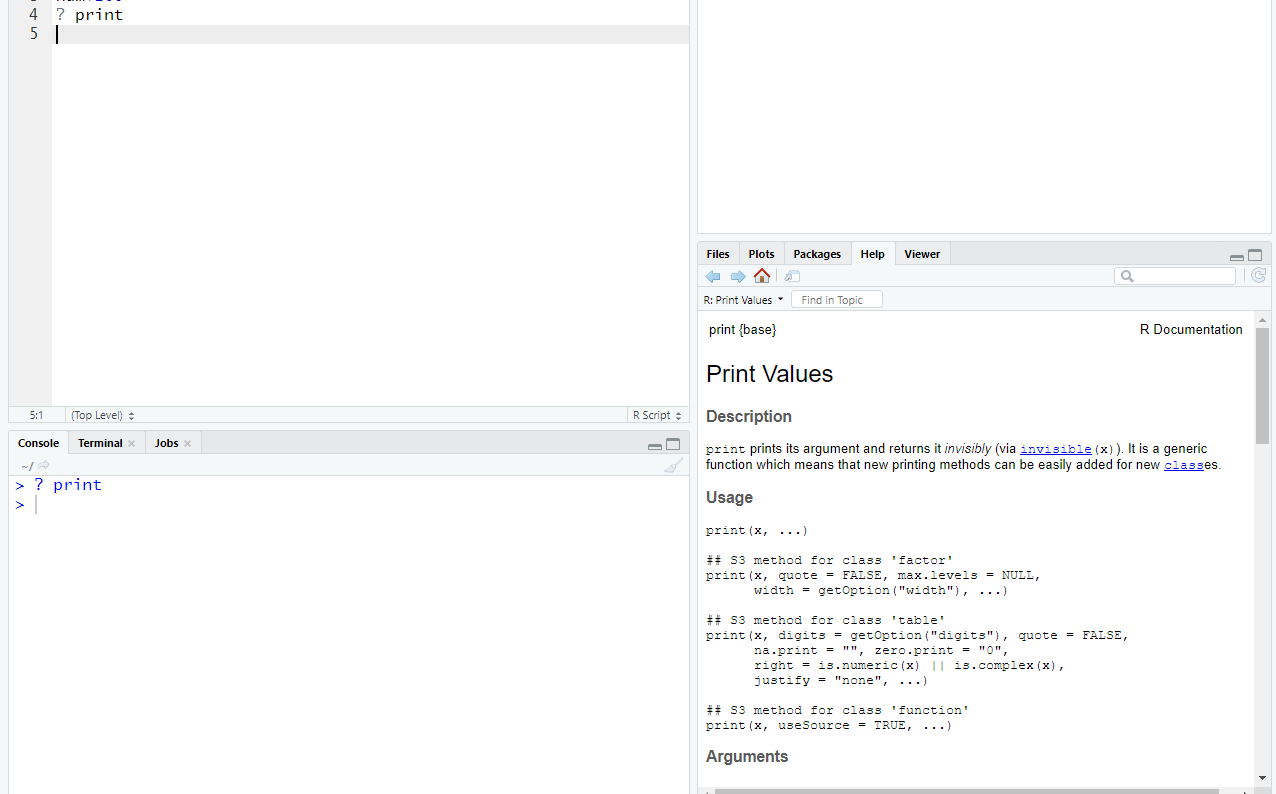 4 ? print
5
5:1 (Top Level) R Script
Console Terminal Jobs
~/
> ? print
>
Files Plots Packages Help Viewer
R: Print Values Find in Topic
print {base} R Documentation
Print Values
Description
print prints its argument and returns it invisibly (via invisible(x)). It is a generic
function which means that new printing methods can be easily added for new classes.
Usage
print(x, ...)
## S3 method for class 'factor'
print(x, quote = FALSE, max.levels = NULL,
      width = getOption("width"), ...)
## S3 method for class 'table'
print(x, digits = getOption("digits"), quote = FALSE,
      na.print = "", zero.print = "0",
      right = is.numeric(x) || is.complex(x),
      justify = "none", ...)
## S3 method for class 'function'
print(x, useSource = TRUE, ...)
Arguments